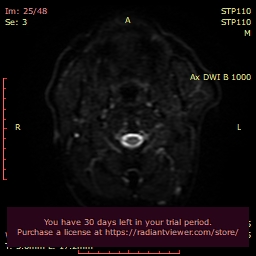 Im: 25/48
STP110
Se: 3
STP110
A
M
Ax DWI B 1000
R
L
You have 30 days left in your trial period.
Purchase a license at https://radiantviewer.com/store/